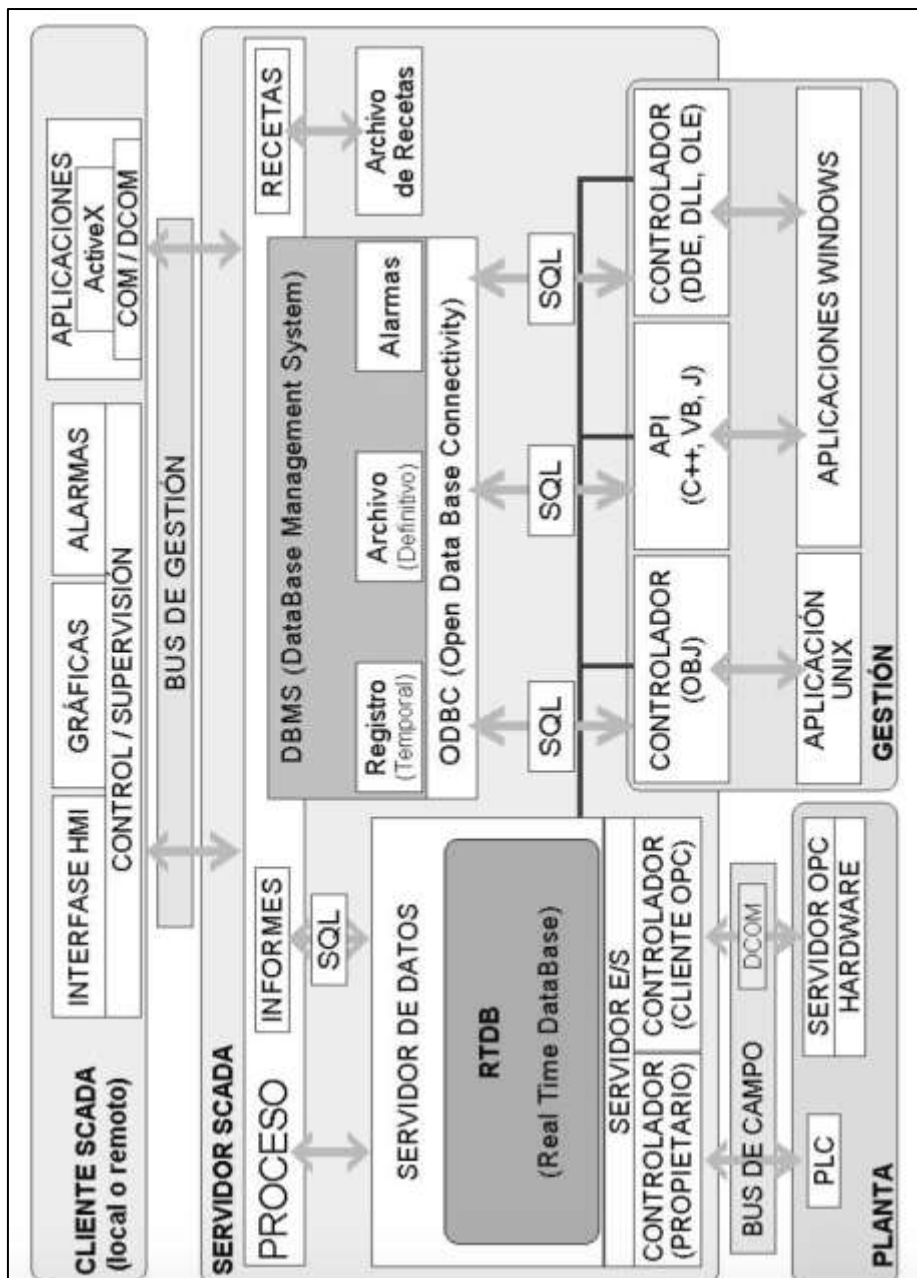 CLIENTE SCADA
(local o remoto)
INTERFASE HMI
GRÁFICAS
ALARMAS
CONTROL / SUPERVISIÓN
APLICACIONES
ActiveX
COM / DCOM
BUS DE GESTIÓN
SERVIDOR SCADA
PROCESO
INFORMES
RECETAS
SQL
DBMS (DataBase Management System)
Registro
(Temporal)
Archivo
(Definitivo)
Alarmas
ODBC (Open Data Base Connectivity)
Archivo
de Recetas
SERVIDOR DE DATOS
RTDB
(Real Time DataBase)
SERVIDOR E/S
CONTROLADOR
(PROPIETARIO)
CONTROLADOR
(CLIENTE OPC)
SQL
SQL
SQL
CONTROLADOR
(OBJ)
API
(C++, VB, J)
CONTROLADOR
(DDE, DLL, OLE)
APLICACIÓN
UNIX
APLICACIONES WINDOWS
GESTIÓN
BUS DE CAMPO
DCOM
PLC
SERVIDOR OPC
HARDWARE
PLANTA